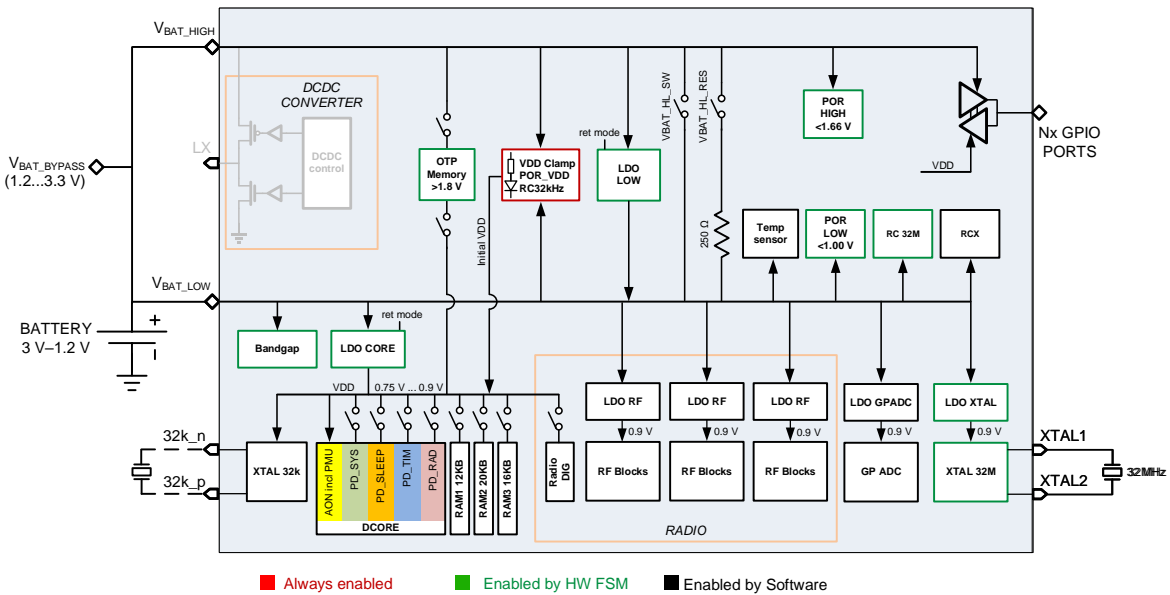 VBAT_HIGH
DCDC
CONVERTER
DCDC
control
LX
VBAT_BYPASS
(1.2...3.3 V)
OTP
Memory
>1.8 V
VDD Clamp
POR_VDD
RC32kHz
ret mode
LDO
LOW
VBAT_HL_SW
VBAT_HL_RES
POR
HIGH
<1.66 V
VDD
Nx GPIO
PORTS
Initial VDD
250 Ω
Temp
sensor
POR
LOW
<1.00 V
RC 32M
RCX
VBAT_LOW
BATTERY
3 V–1.2 V
+
Bandgap
LDO CORE
ret mode
VDD
0.75 V ... 0.9 V
LDO RF
LDO RF
LDO RF
LDO GPADC
LDO XTAL
0.9 V
0.9 V
0.9 V
0.9 V
0.9 V
32k_n
32k_p
XTAL 32k
AON incl PMU
PD_SYS
PD_SLEEP
PD_TIM
PD_RAD
DCORE
RAM1 12KB
RAM2 20KB
RAM3 16KB
Radio
DIG
RF Blocks
RF Blocks
RF Blocks
GP ADC
XTAL 32M
RADIO
XTAL1
XTAL2
32MHz
Always enabled
Enabled by HW FSM
Enabled by Software